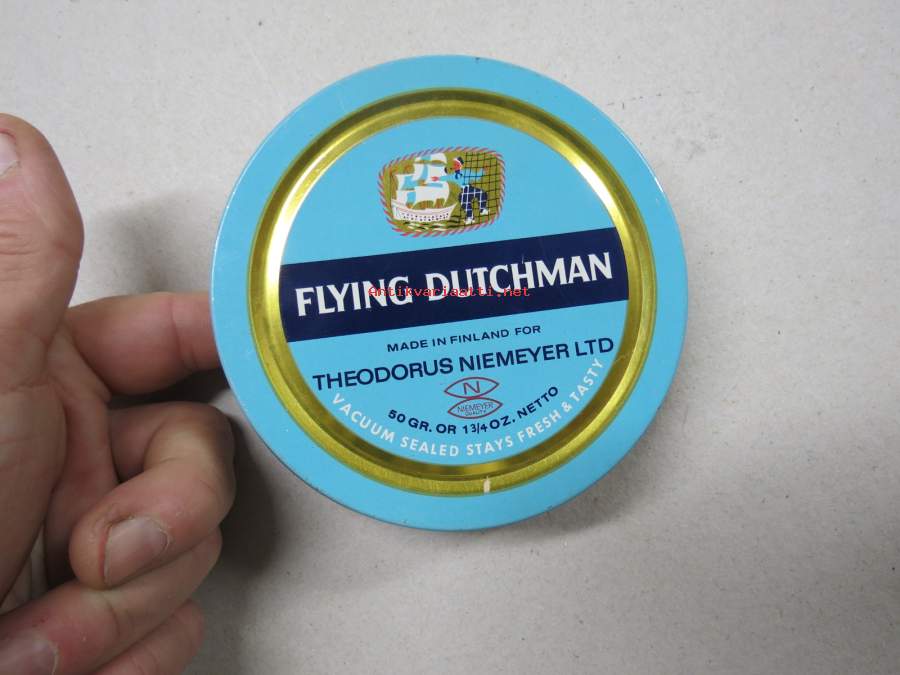 FLYING DUTCHMAN
Antikvariaatti.net
MADE IN FINLAND FOR
THEODORUS NIEMEYER LTD
N
NIEMEYER
QUALITY
50 GR. OR 1 3/4 OZ. NETTO
VACUUM SEALED STAYS FRESH & TASTY